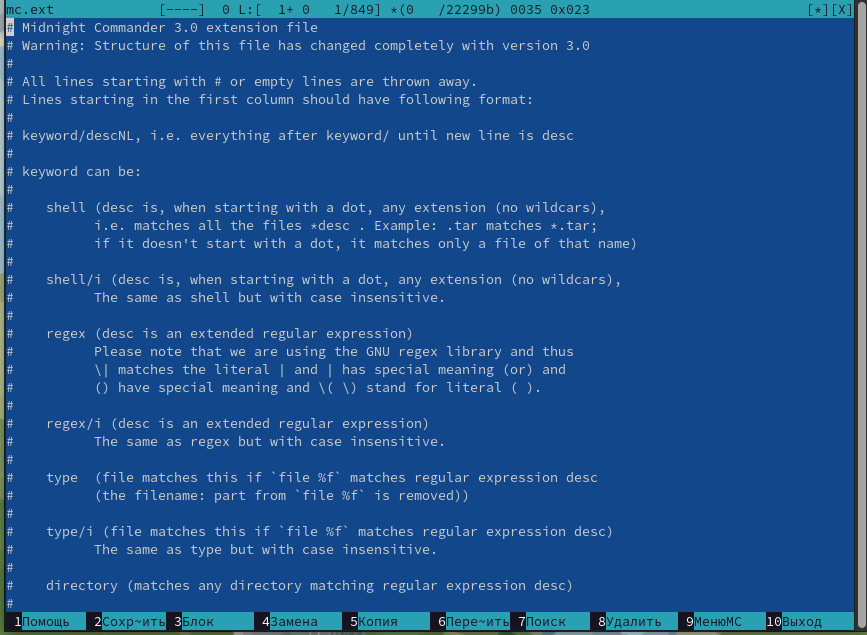 mc.ext [----] 0 L:[ 1+ 0 1/849] *(0 /22299b) 0035 0x023 [*][X]
# Midnight Commander 3.0 extension file
# Warning: Structure of this file has changed completely with version 3.0
#
# All lines starting with # or empty lines are thrown away.
# Lines starting in the first column should have following format:
#
# keyword/descNL, i.e. everything after keyword/ until new line is desc
#
# keyword can be:
#
# shell (desc is, when starting with a dot, any extension (no wildcars),
# i.e. matches all the files *desc . Example: .tar matches *.tar;
# if it doesn't start with a dot, it matches only a file of that name)
#
# shell/i (desc is, when starting with a dot, any extension (no wildcars),
# The same as shell but with case insensitive.
#
# regex (desc is an extended regular expression)
# Please note that we are using the GNU regex library and thus
# \| matches the literal | and | has special meaning (or) and
# () have special meaning and \( \) stand for literal ( ).
#
# regex/i (desc is an extended regular expression)
# The same as regex but with case insensitive.
#
# type (file matches this if `file %f` matches regular expression desc
# (the filename: part from `file %f` is removed))
#
# type/i (file matches this if `file %f` matches regular expression desc)
# The same as type but with case insensitive.
#
# directory (matches any directory matching regular expression desc)
#
1Помощь 2Сохр~ить 3Блок 4Замена 5Копия 6Пере~ить 7Поиск 8Удалить 9МенюMC 10Выход